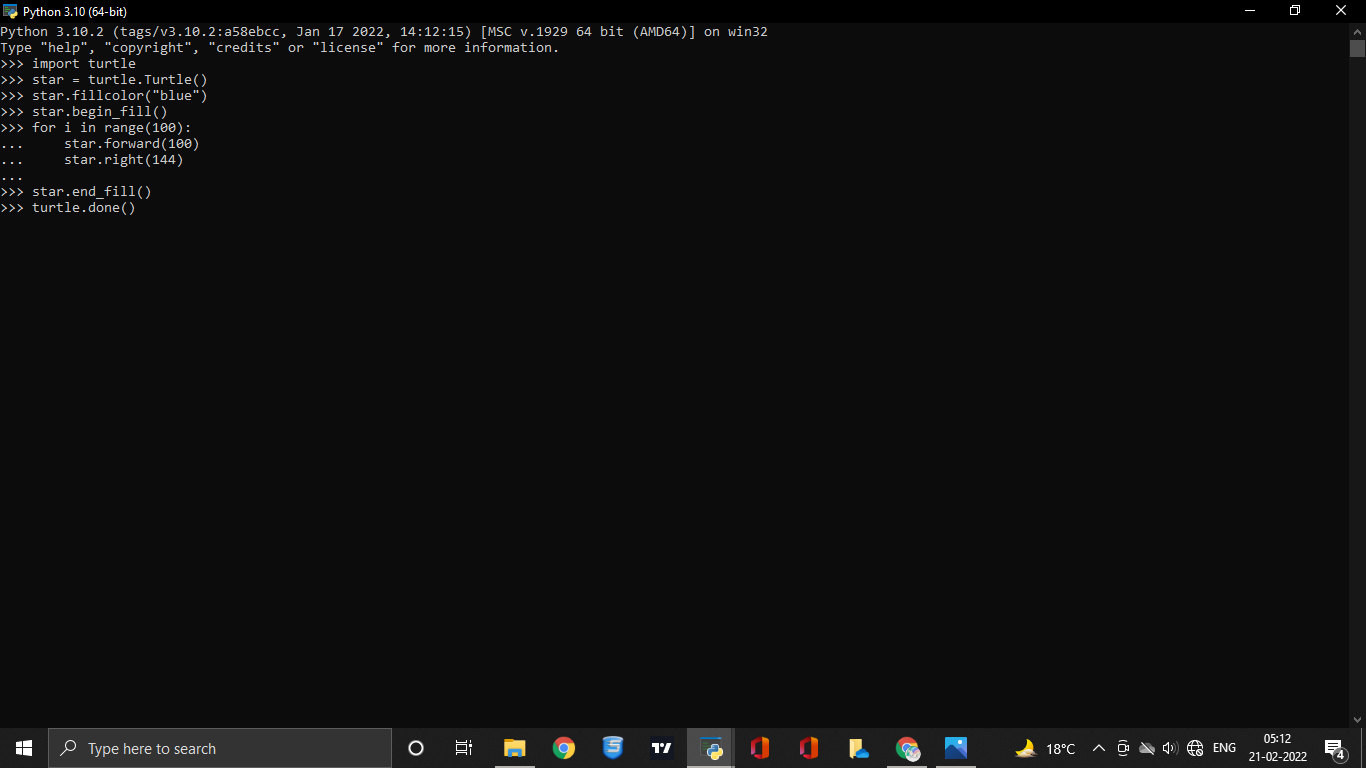 Python 3.10 (64-bit)
Python 3.10.2 (tags/v3.10.2:a58ebcc, Jan 17 2022, 14:12:15) [MSC v.1929 64 bit (AMD64)] on win32
Type "help", "copyright", "credits" or "license" for more information.
>>> import turtle
>>> star = turtle.Turtle()
>>> star.fillcolor("blue")
>>> star.begin_fill()
>>> for i in range(100):
...     star.forward(100)
...     star.right(144)
...
>>> star.end_fill()
>>> turtle.done()
Type here to search
18°C
ENG
05:12
21-02-2022
4